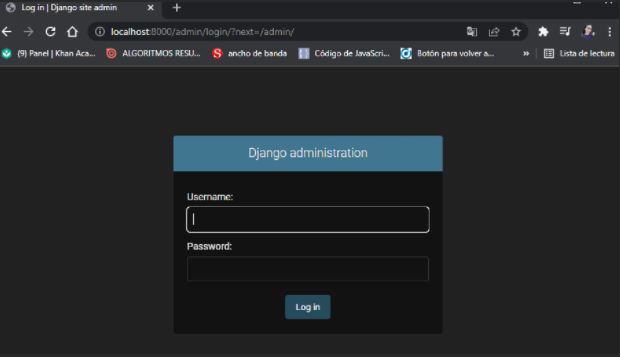 Log in | Django site admin
localhost:8000/admin/login/?next=/admin/
(9) Panel | Khan Aca... ALGORITMOS RESU... S ancho de banda Código de JavaScri... Botón para volver a... » Lista de lectura
Django administration
Username:
Password:
Log in